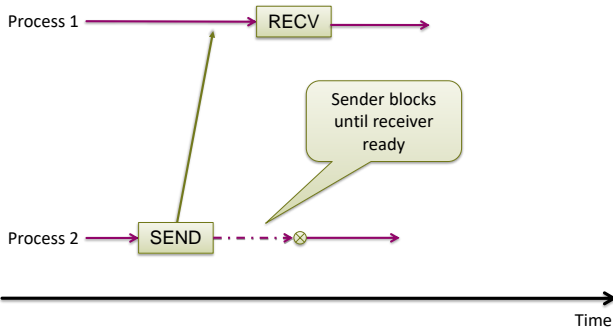 Process 1
RECV
Sender blocks
until receiver
ready
Process 2
SEND
Time